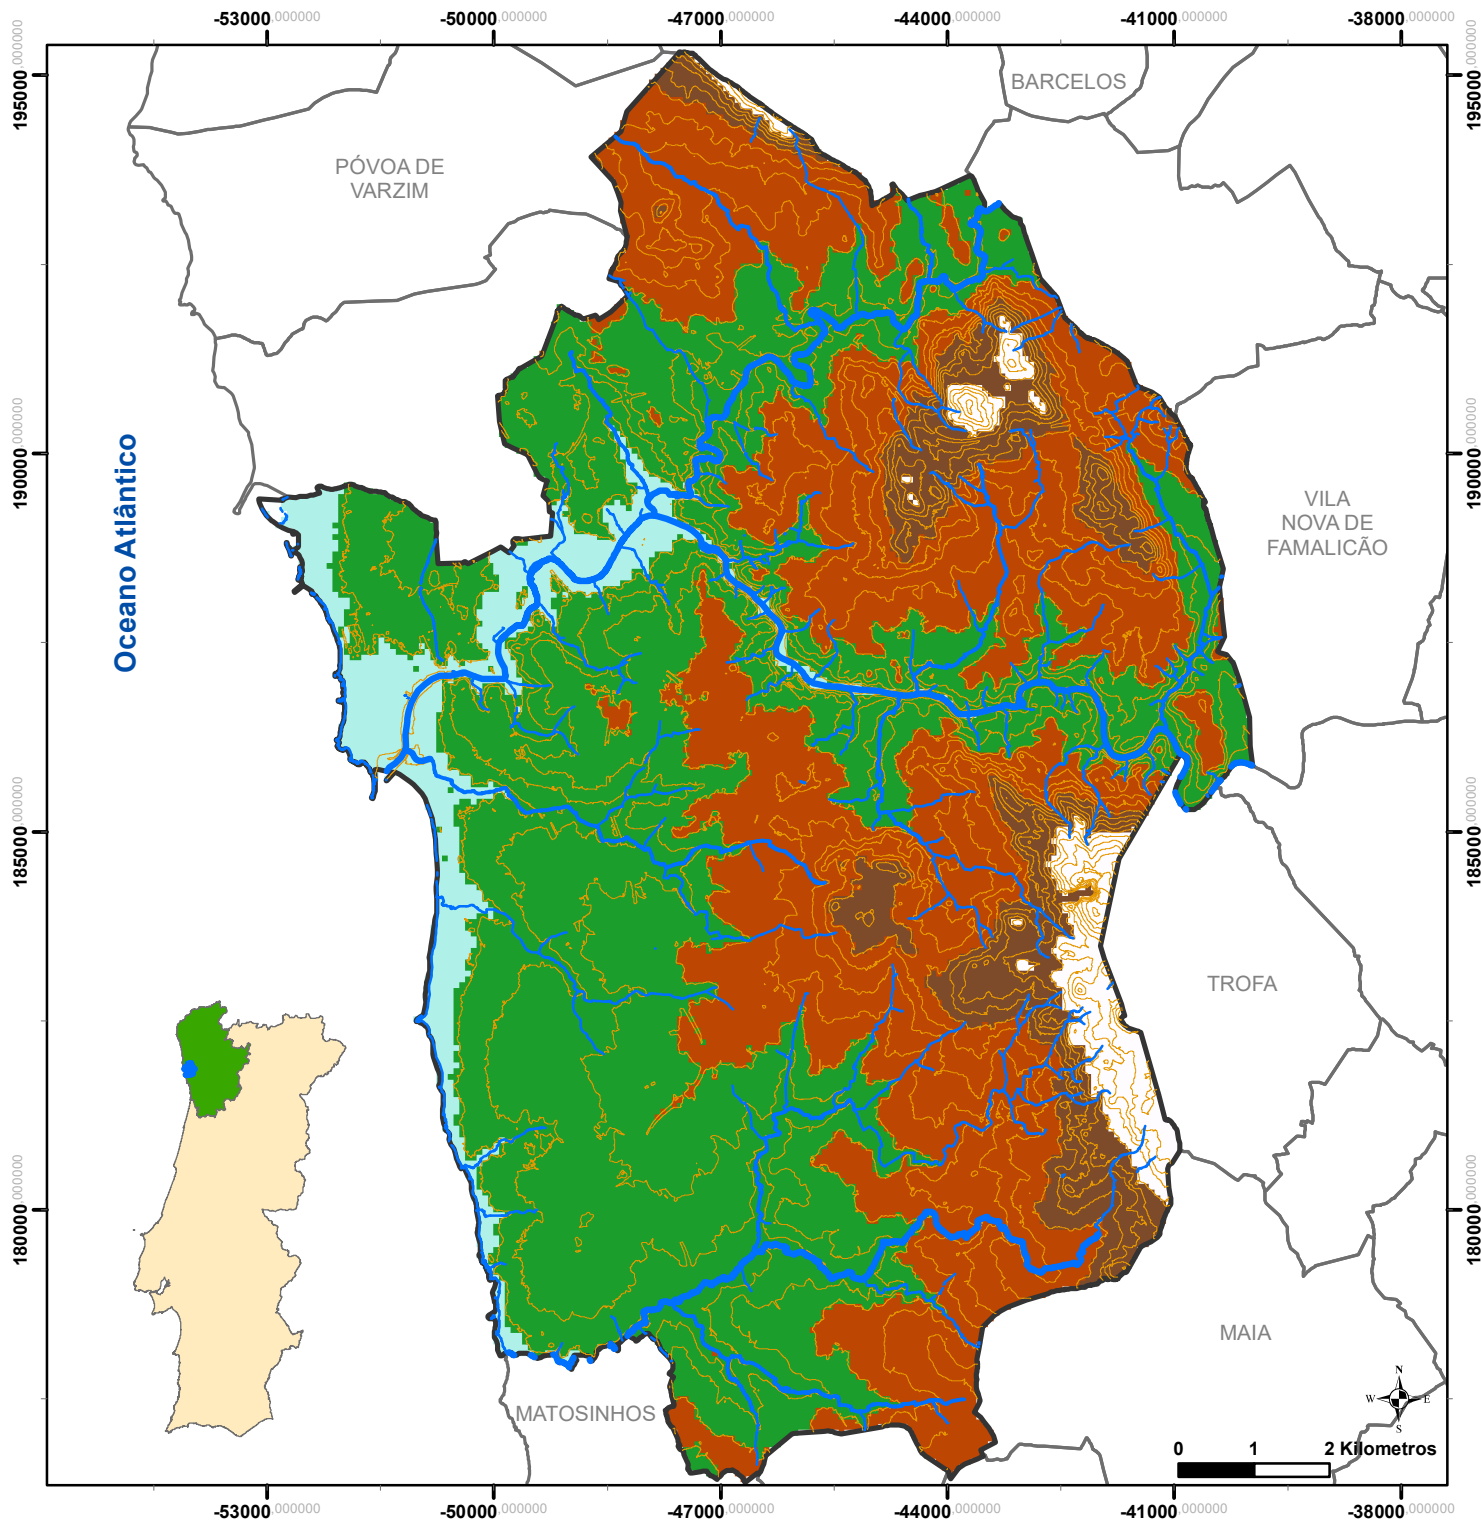 -53000,000000 -50000,000000 -47000,000000 -44000,000000 -41000,000000 -38000,000000
195000,000000
195000,000000
BARCELOS
PÓVOA DE
VARZIM
Oceano Atlântico
190000,000000
190000,000000
VILA
NOVA DE
FAMALICÃO
185000,000000
185000,000000
TROFA
180000,000000
180000,000000
MAIA
N
W E
S
MATOSINHOS
0 1 2 Kilometros
-53000,000000 -50000,000000 -47000,000000 -44000,000000 -41000,000000 -38000,000000